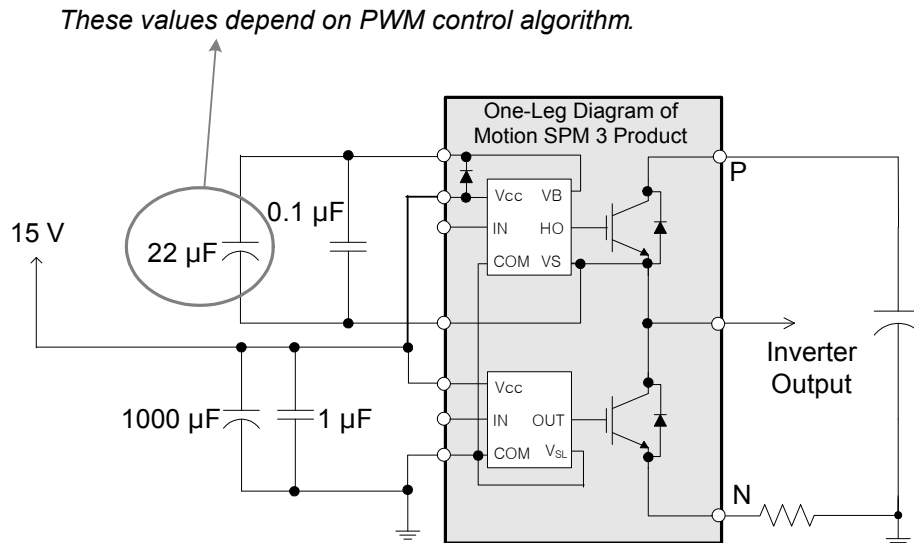 These values depend on PWM control algorithm.
One-Leg Diagram of
Motion SPM 3 Product
P
Vcc
VB
0.1 µF
15 V
IN
HO
22 µF
COM
VS
Inverter
Output
Vcc
1000 µF
1 µF
IN
OUT
COM
VSL
N